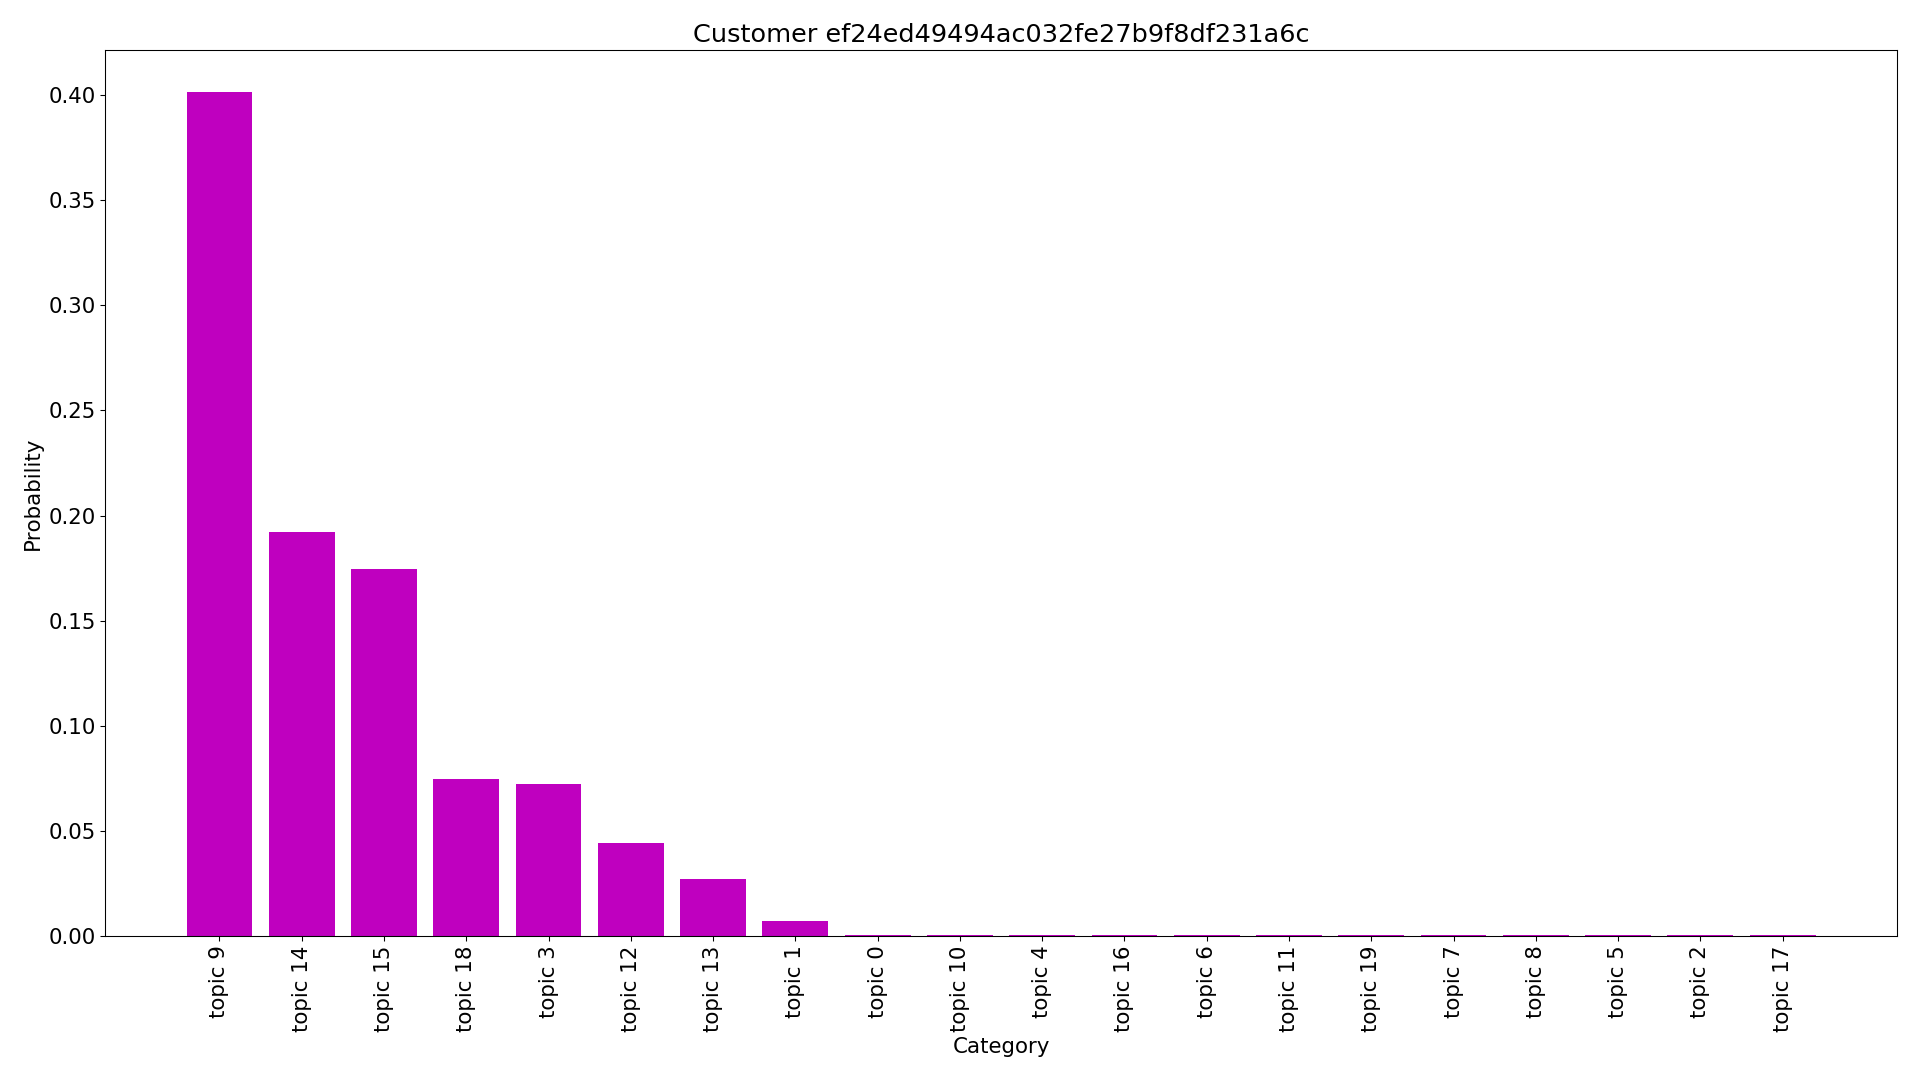 Customer ef24ed49494ac032fe27b9f8df231a6c
Probability
0.40
0.35
0.30
0.25
0.20
0.15
0.10
0.05
0.00
topic 9
topic 14
topic 15
topic 18
topic 3
topic 12
topic 13
topic 1
topic 0
topic 10
topic 4
topic 16
topic 6
topic 11
topic 19
topic 7
topic 8
topic 5
topic 2
topic 17
Category